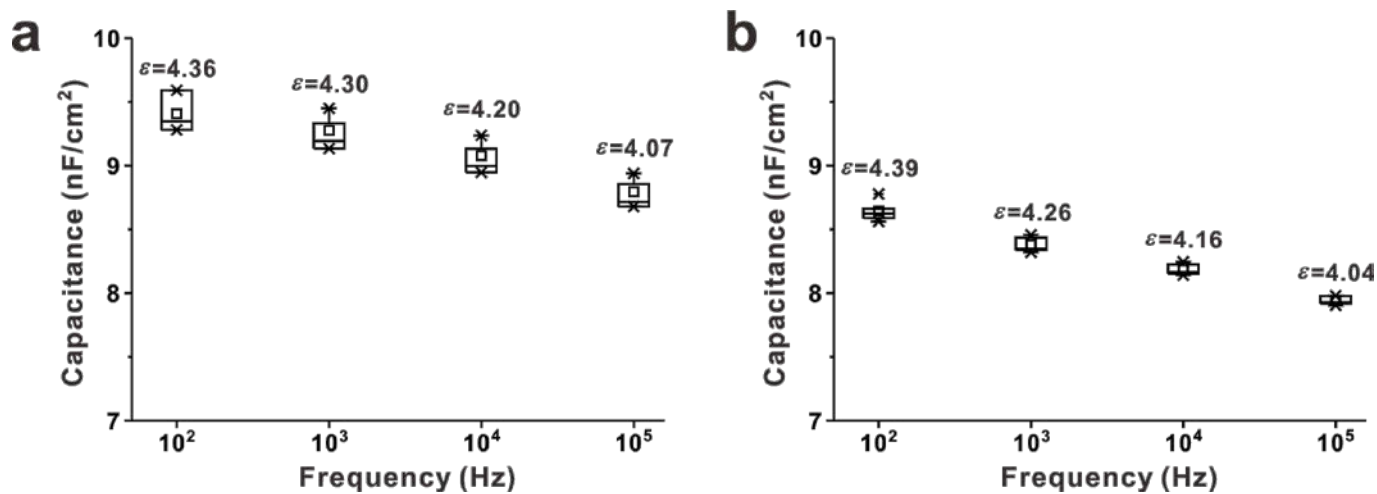 a
10
9
8
7
Capacitance (nF/cm²)
ε=4.36
ε=4.30
ε=4.20
ε=4.07
10²
10³
10⁴
10⁵
Frequency (Hz)
b
10
9
8
7
Capacitance (nF/cm²)
ε=4.39
ε=4.26
ε=4.16
ε=4.04
10²
10³
10⁴
10⁵
Frequency (Hz)